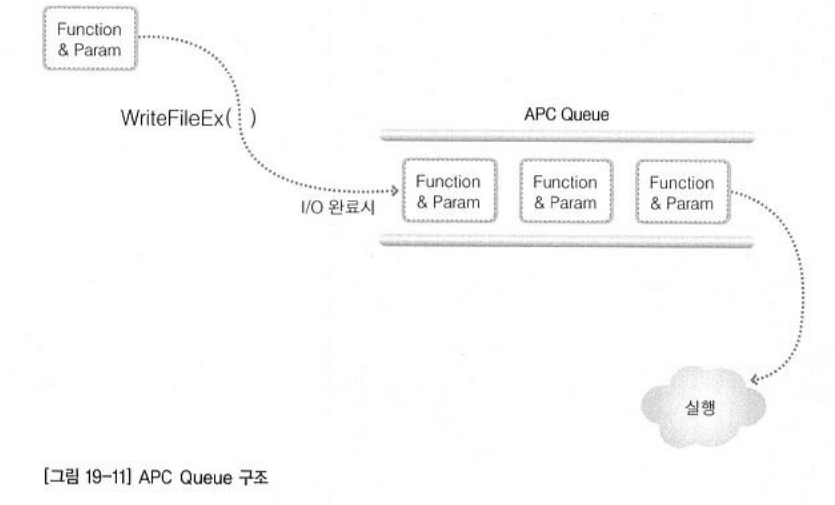 Function
& Param
WriteFileEx( )
APC Queue
I/O 완료시
Function
& Param
Function
& Param
Function
& Param
실행
[그림 19-11] APC Queue 구조